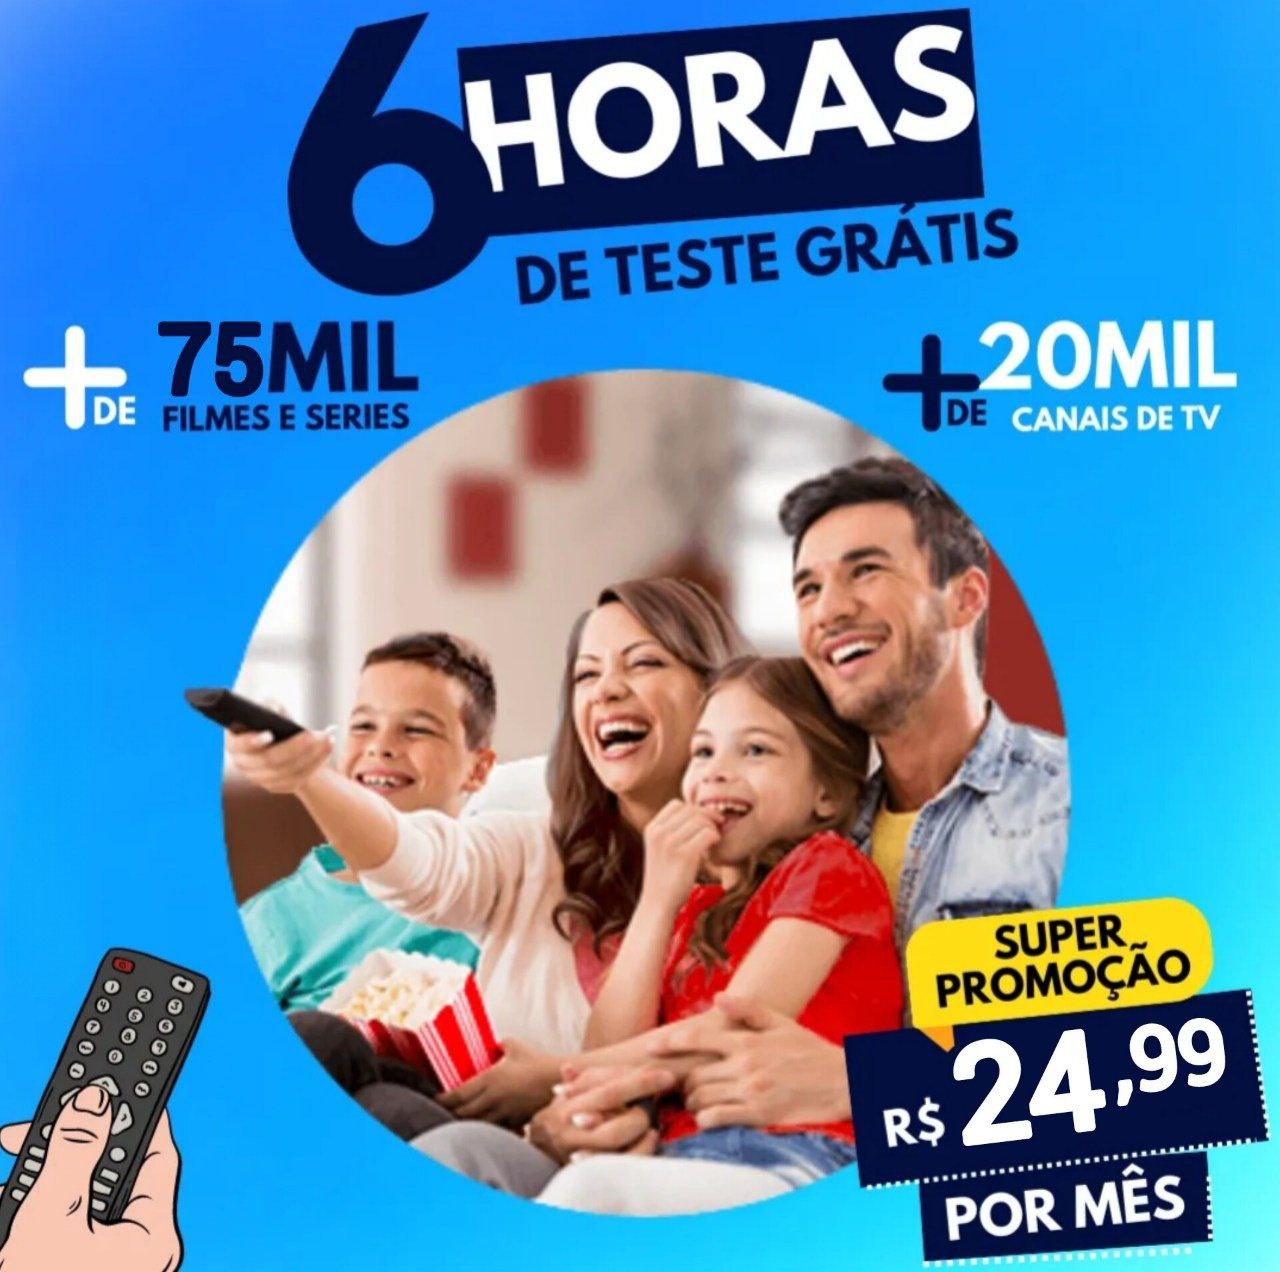 6 HORAS
DE TESTE GRÁTIS
+ DE 75MIL
FILMES E SERIES
+ DE 20MIL
CANAIS DE TV
SUPER
PROMOÇÃO
R$ 24,99
POR MÊS